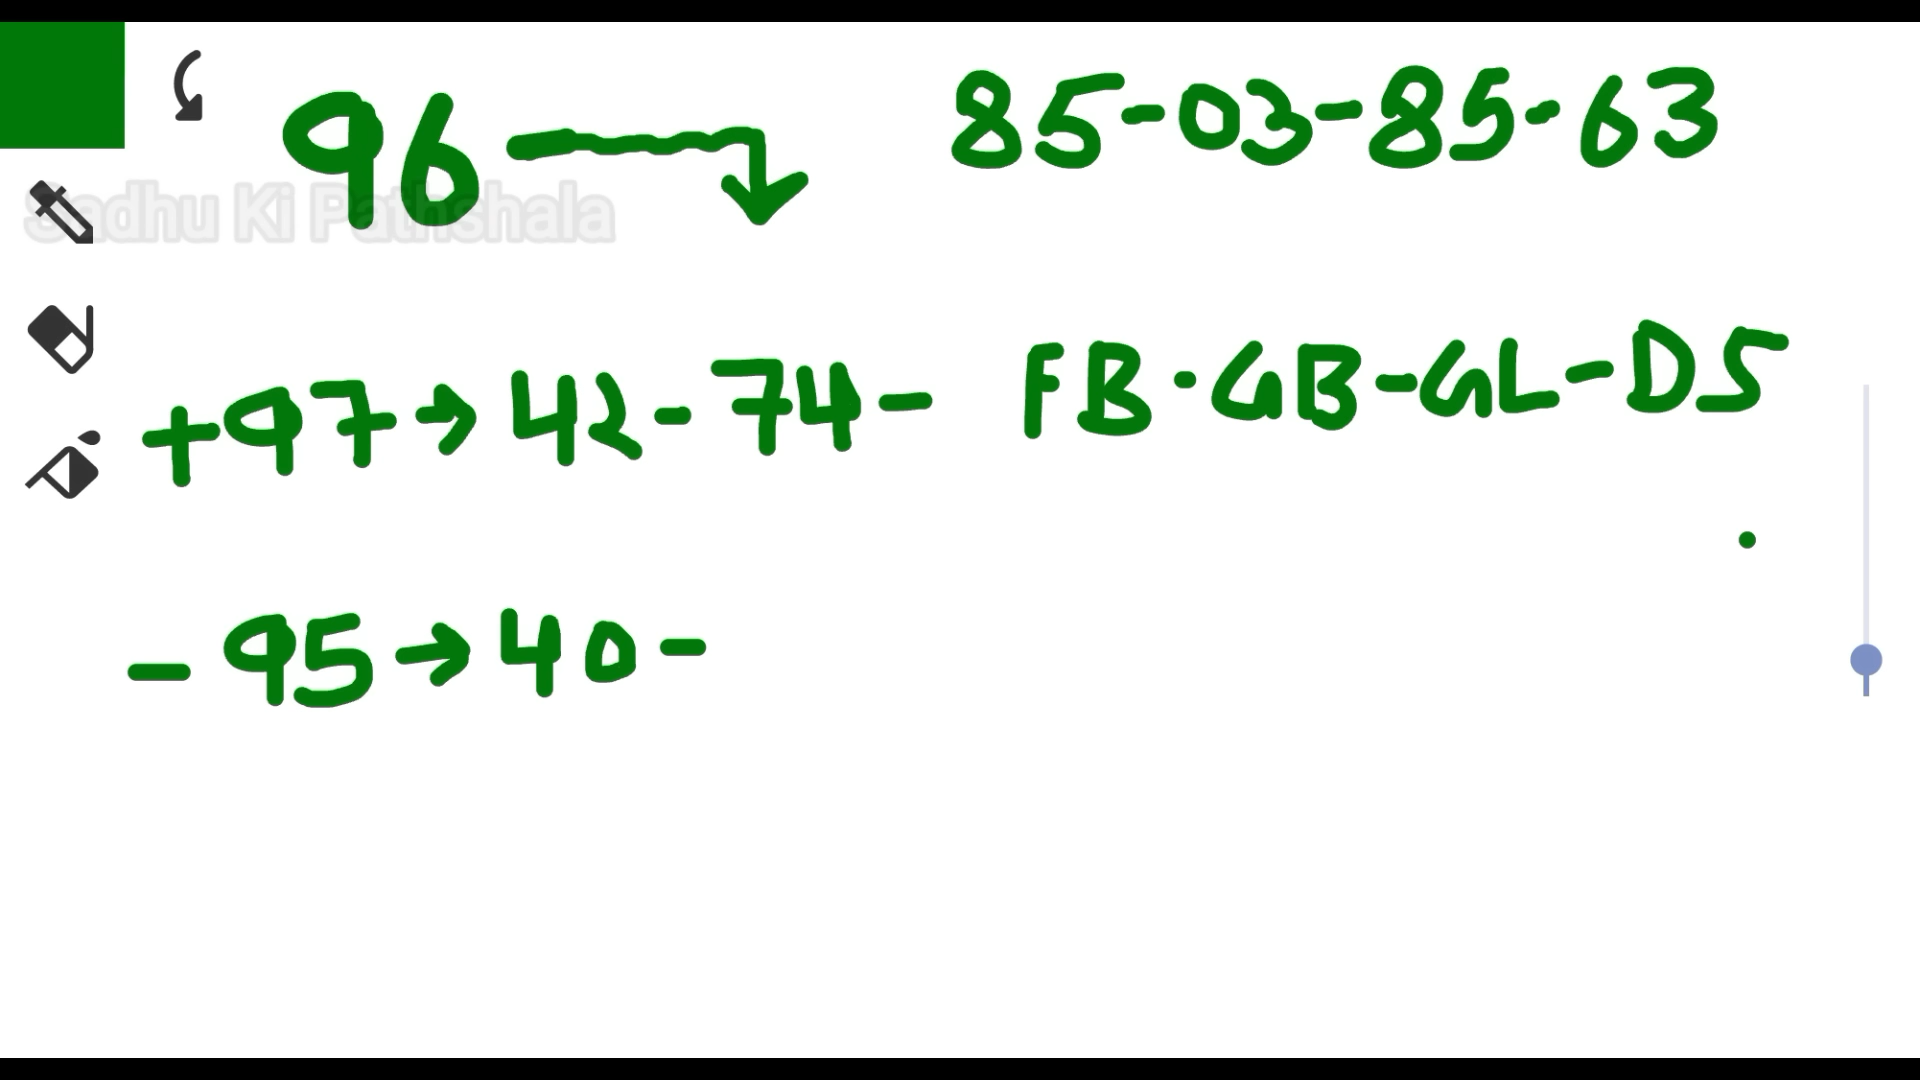 96 85-03-85-63
Sadhu Ki Pathshala
+97→42-74- FB-GB-GL-DS
-95→40-